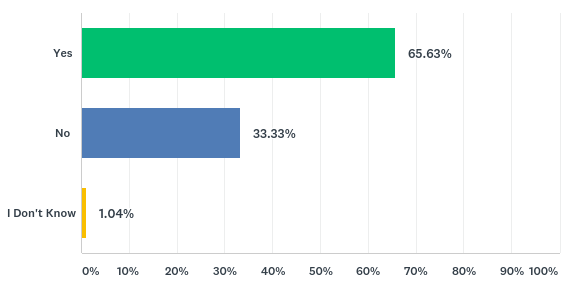 Yes 65.63%
No 33.33%
I Don't Know 1.04%
0% 10% 20% 30% 40% 50% 60% 70% 80% 90% 100%